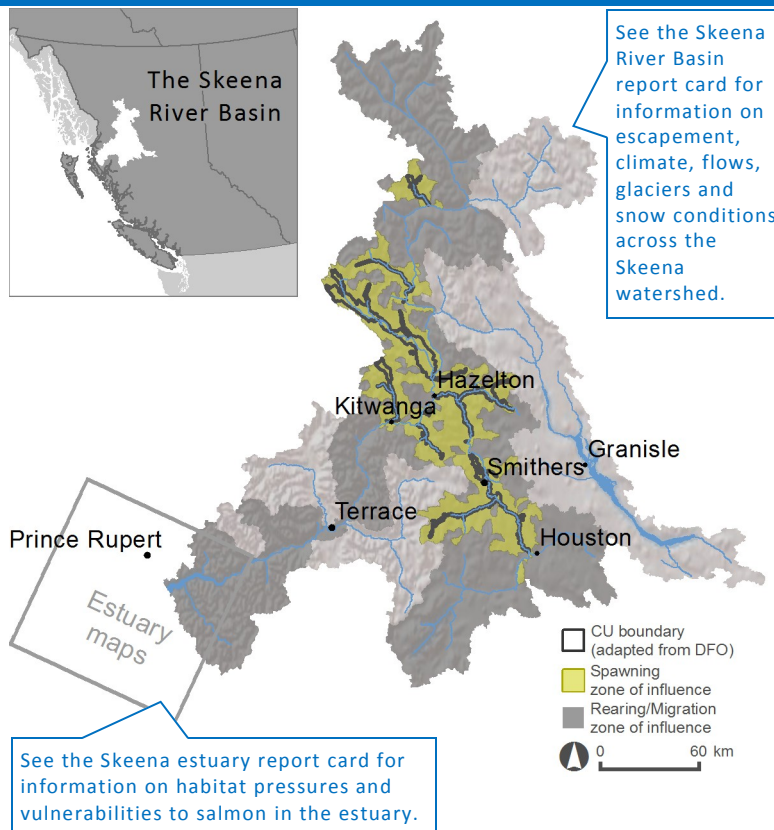 The Skeena
River Basin
See the Skeena
River Basin
report card for
information on
escapement,
climate, flows,
glaciers and
snow conditions
across the
Skeena
watershed.
Hazelton
Kitwanga
Granisle
Smithers
Terrace
Prince Rupert
Houston
Estuary
maps
CU boundary
(adapted from DFO)
Spawning
zone of influence
Rearing/Migration
zone of influence
0 60 km
See the Skeena estuary report card for
information on habitat pressures and
vulnerabilities to salmon in the estuary.